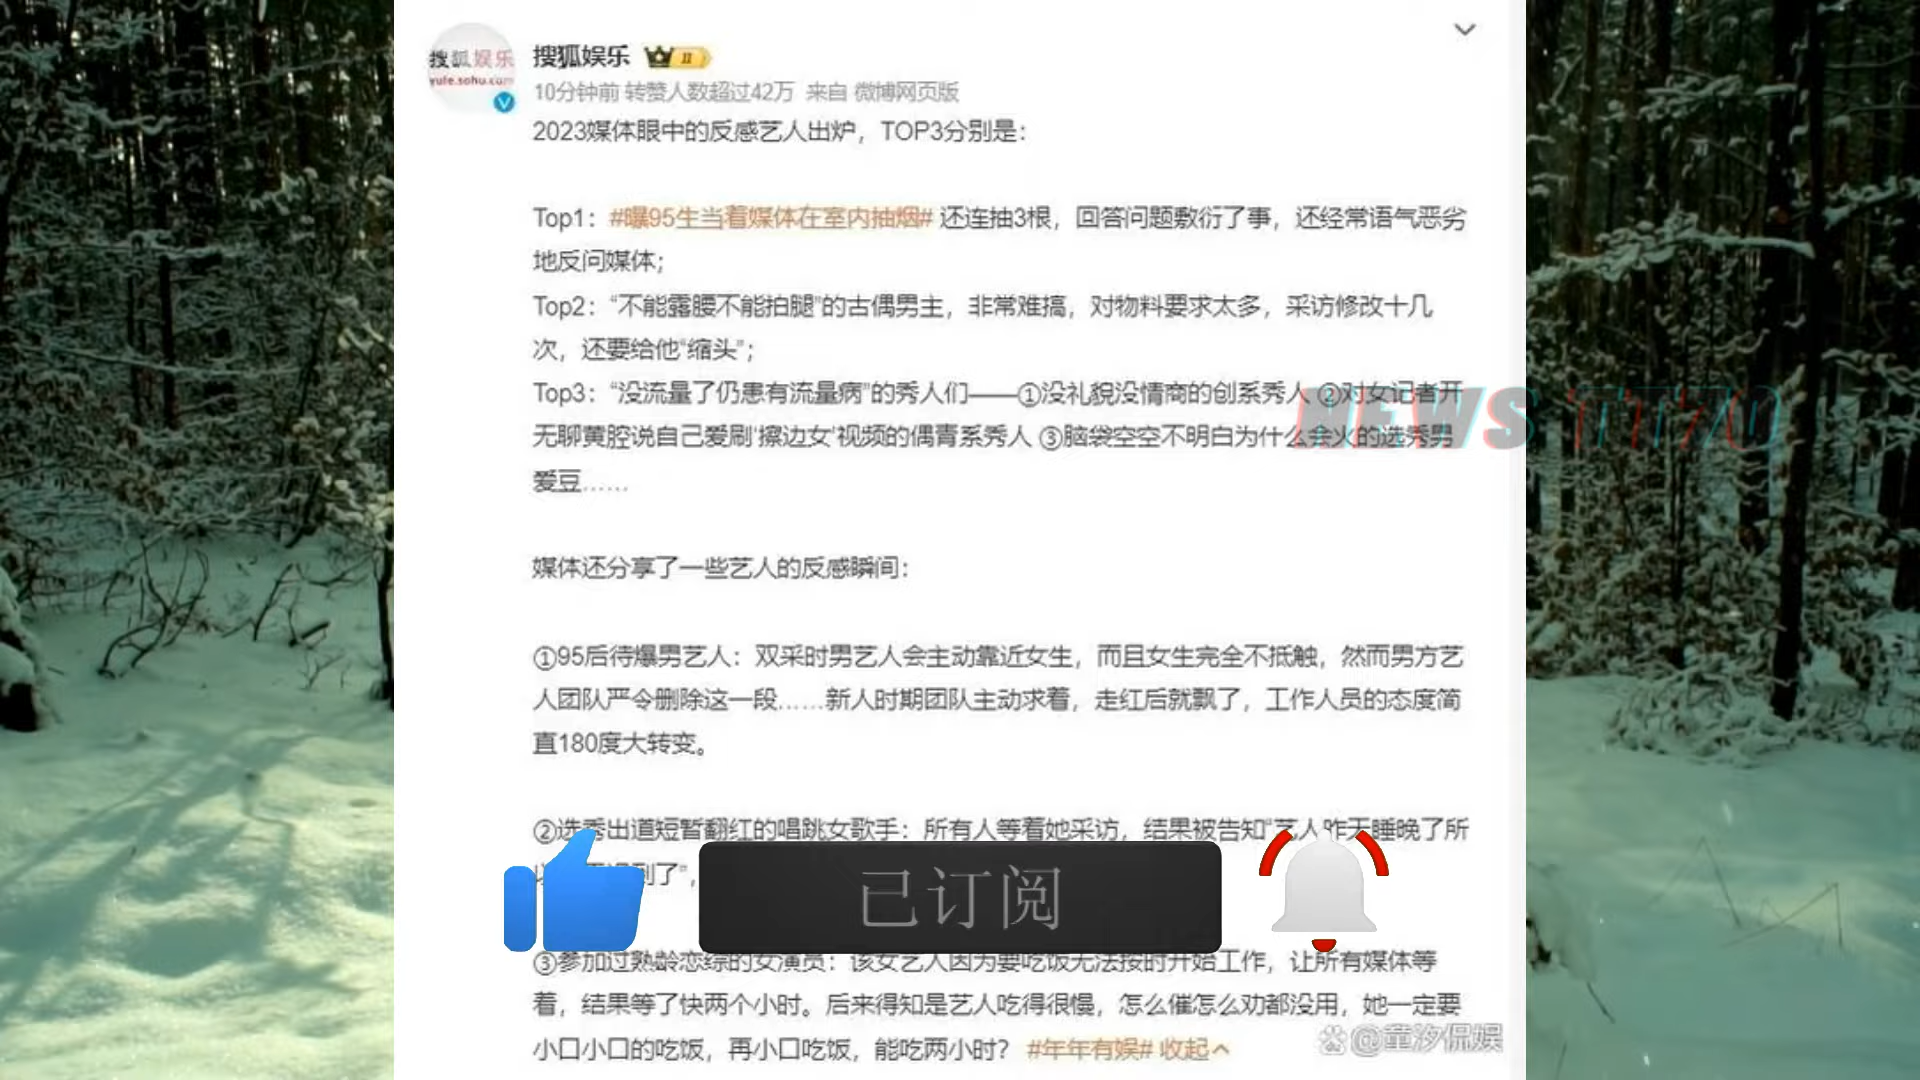 搜狐娱乐
yule.sohu.com
搜狐娱乐 II
10分钟前 转赞人数超过42万 来自 微博网页版
2023媒体眼中的反感艺人出炉，TOP3分别是：
Top1：#曝95生当着媒体在室内抽烟# 还连抽3根，回答问题敷衍了事，还经常语气恶劣
地反问媒体；
Top2：“不能露腰不能拍腿”的古偶男主，非常难搞，对物料要求太多，采访修改十几
次，还要给他“缩头”；
Top3：“没流量了仍患有流量病”的秀人们——①没礼貌没情商的创系秀人 ②对女记者开
NEWS TT70
无聊黄腔说自己爱刷‘擦边女’视频的偶青系秀人 ③脑袋空空不明白为什么会火的选秀男
爱豆……
媒体还分享了一些艺人的反感瞬间：
①95后待爆男艺人：双采时男艺人会主动靠近女生，而且女生完全不抵触，然而男方艺
人团队严令删除这一段……新人时期团队主动求着，走红后就飘了，工作人员的态度简
直180度大转变。
②选秀出道短暂翻红的唱跳女歌手：所有人等着她采访，结果被告知“艺人昨天睡晚了所
到了”，
已订阅
③参加过熟龄恋综的女演员：该女艺人因为要吃饭无法按时开始工作，让所有媒体等
着，结果等了快两个小时。后来得知是艺人吃得很慢，怎么催怎么劝都没用，她一定要
小口小口的吃饭，再小口吃饭，能吃两小时？ #年年有娱# 收起
@童汐侃娱